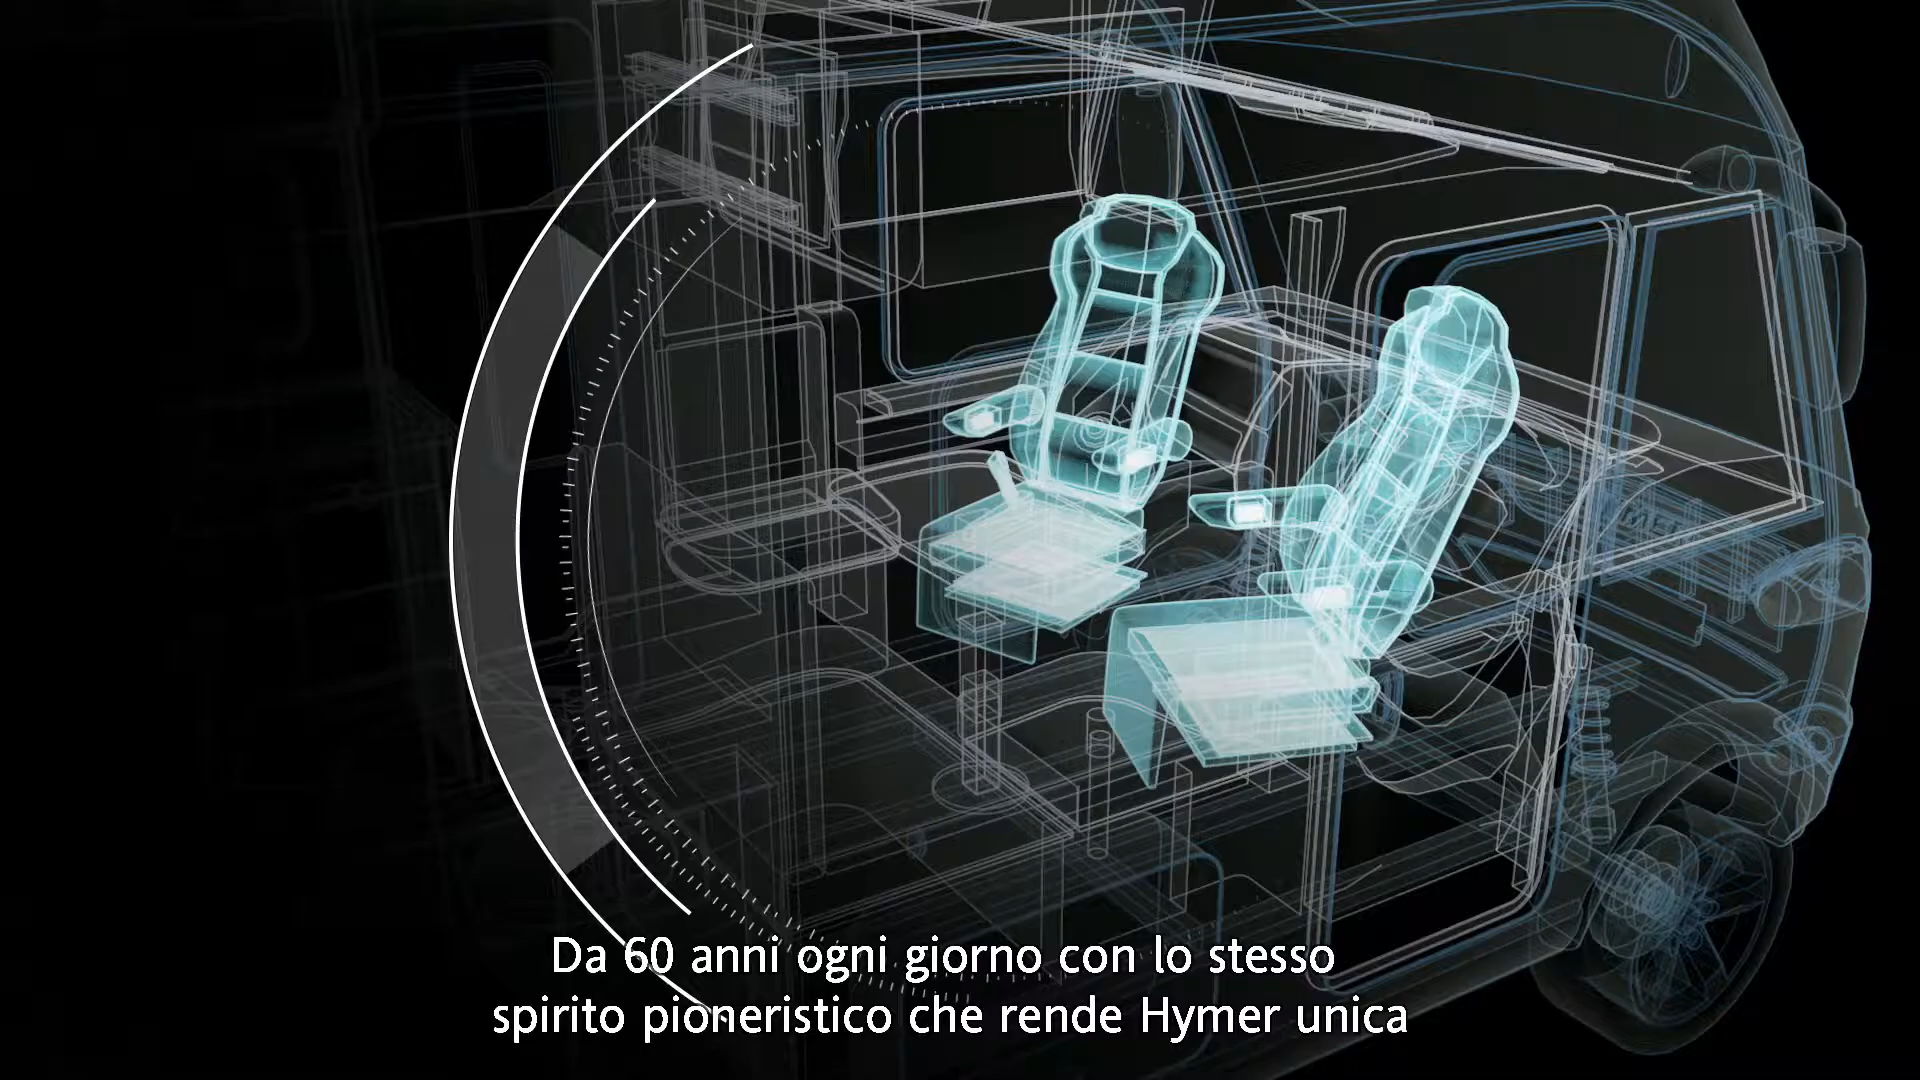 Da 60 anni ogni giorno con lo stesso
spirito pioneristico che rende Hymer unica